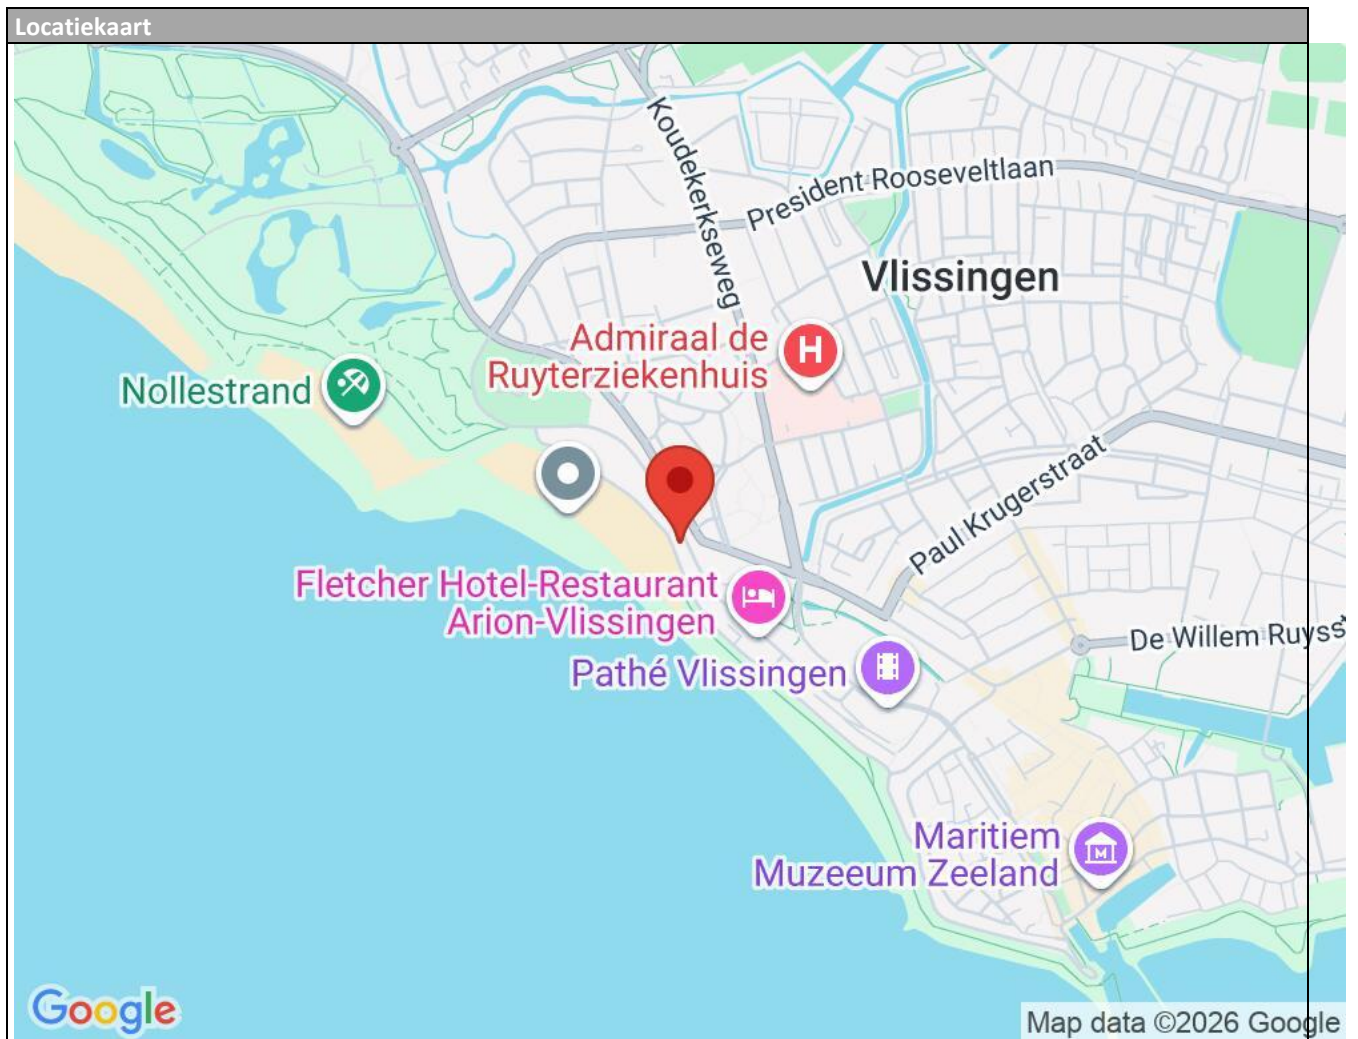 Locatiekaart
Koudekerkseweg
President Rooseveltlaan
Vlissingen
Admiraal de
Ruyterziekenhuis
H
Nollestrand
Paul Krugerstraat
Fletcher Hotel-Restaurant
Arion-Vlissingen
De Willem Ruysst
Pathé Vlissingen
Maritiem
Muzeeum Zeeland
M
Google
Map data ©2026 Google